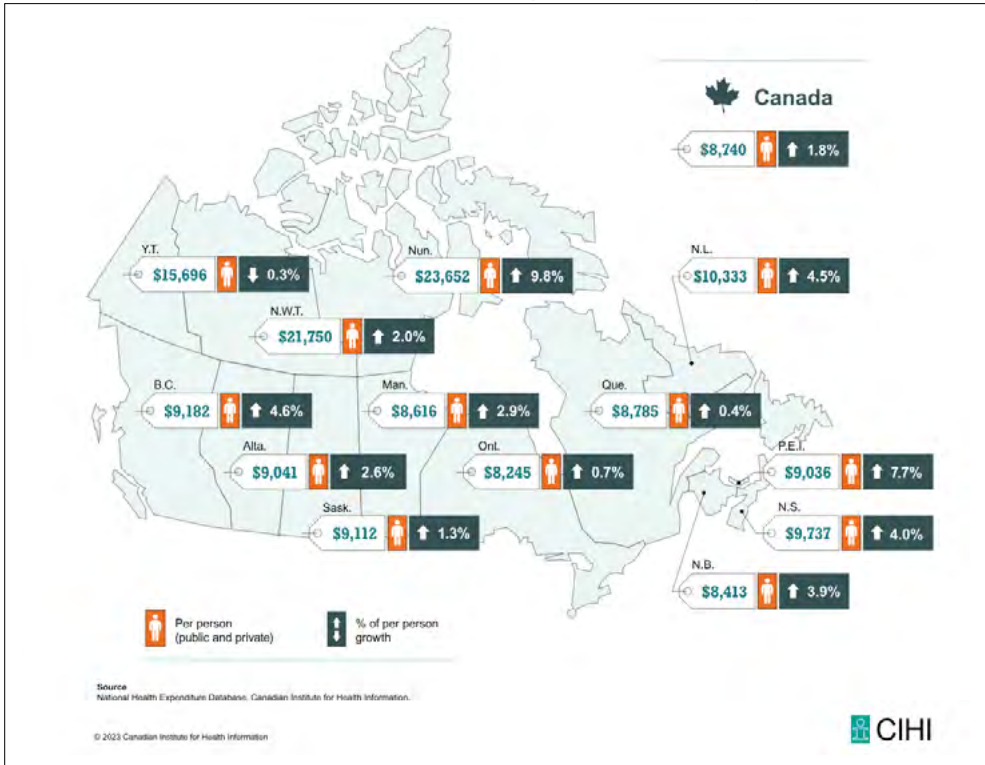 Canada
$8,740 1.8%
Y.T.
$15,696 0.3%
Nun.
$23,652 9.8%
N.L.
$10,333 4.5%
N.W.T.
$21,750 2.0%
B.C.
$9,182 4.6%
Man.
$8,616 2.9%
Que.
$8,785 0.4%
Alta.
$9,041 2.6%
Ont.
$8,245 0.7%
P.E.I.
$9,036 7.7%
Sask.
$9,112 1.3%
N.S.
$9,737 4.0%
N.B.
$8,413 3.9%
Per person
(public and private)
% of per person
growth
Source
National Health Expenditure Database, Canadian Institute for Health Information.
© 2023 Canadian Institute for Health Information
CIHI